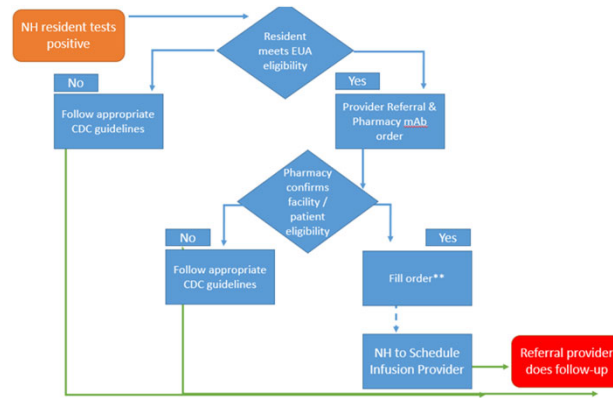 NH resident tests
positive
Resident
meets EUA
eligibility
No
Yes
Follow appropriate
CDC guidelines
Provider Referral &
Pharmacy mAb
order
Pharmacy
confirms
facility /
patient
eligibility
No
Yes
Follow appropriate
CDC guidelines
Fill order**
NH to Schedule
Infusion Provider
Referral provider
does follow-up